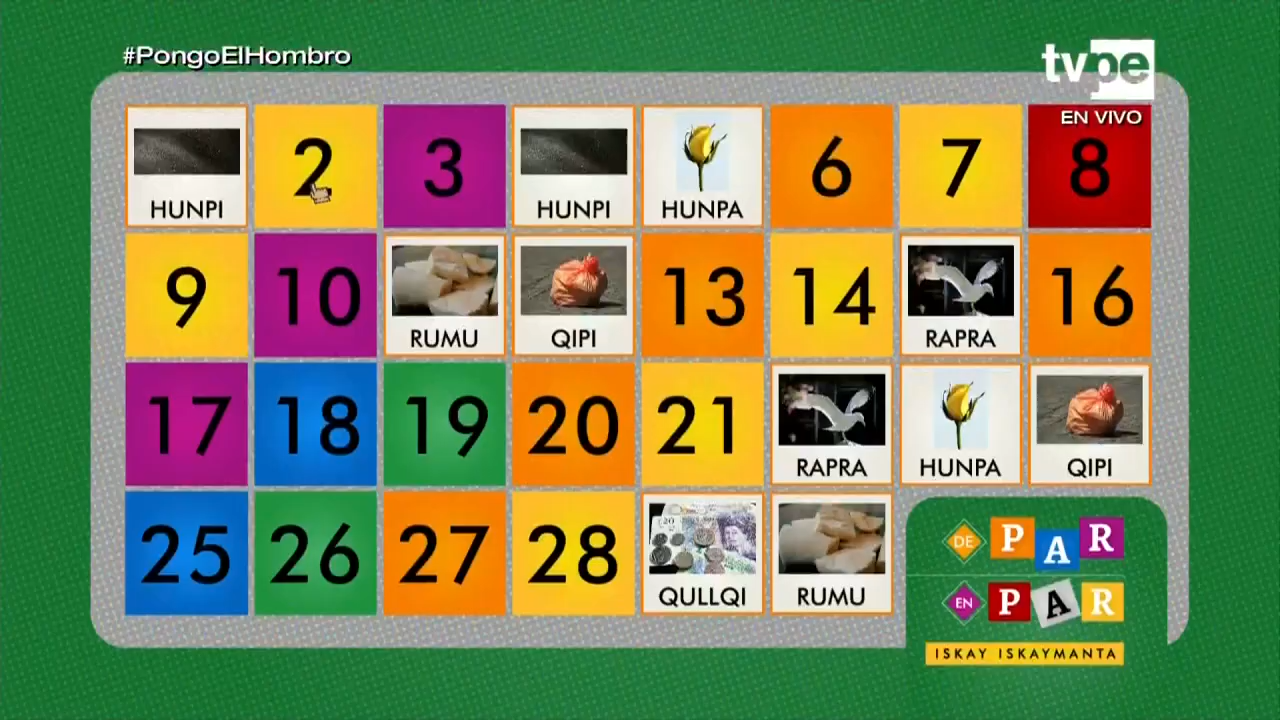 #PongoElHombro
tvpe
EN VIVO
HUNPI 2 3 HUNPI HUNPA 6 7 8
9 10 RUMU QIPI 13 14 RAPRA 16
17 18 19 20 21 RAPRA HUNPA QIPI
25 26 27 28 QULLQI RUMU
DE PAR
EN PAR
ISKAY ISKAYMANTA